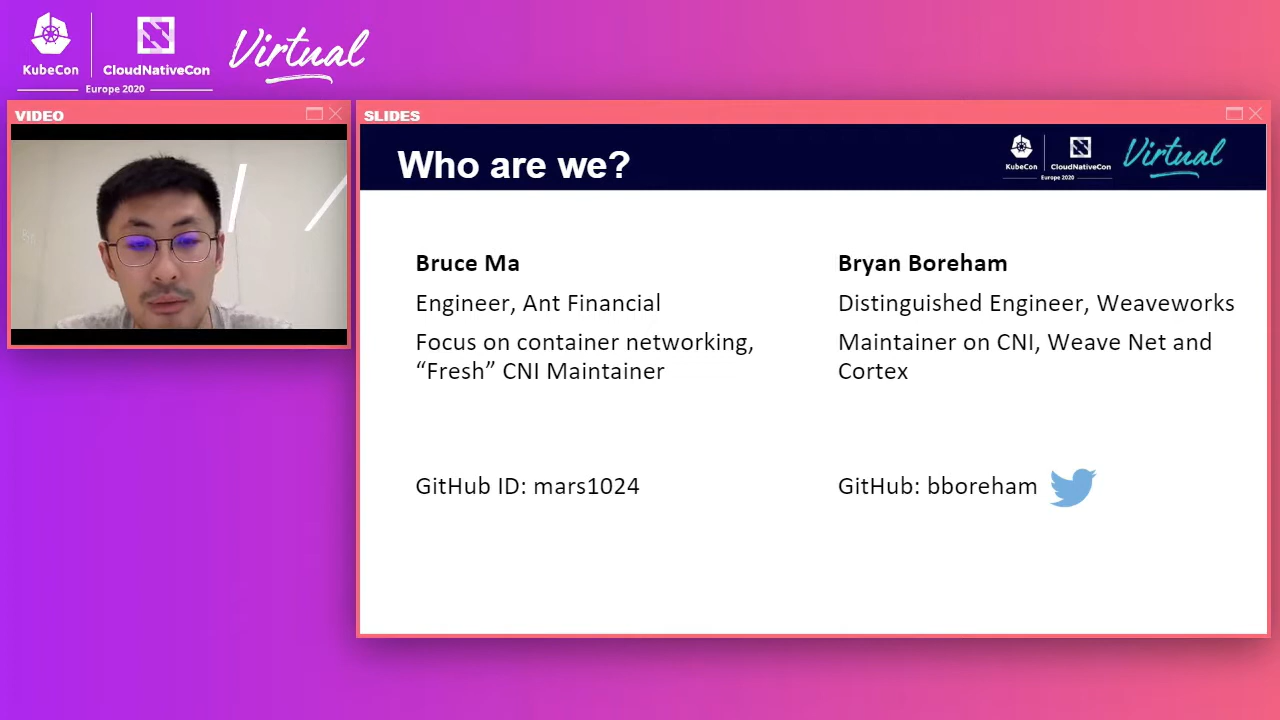 KubeCon
CloudNativeCon
Europe 2020
Virtual
VIDEO
SLIDES
Who are we?
KubeCon
CloudNativeCon
Europe 2020
Virtual
Bruce Ma
Engineer, Ant Financial
Focus on container networking,
“Fresh” CNI Maintainer
GitHub ID: mars1024
Bryan Boreham
Distinguished Engineer, Weaveworks
Maintainer on CNI, Weave Net and
Cortex
GitHub: bboreham